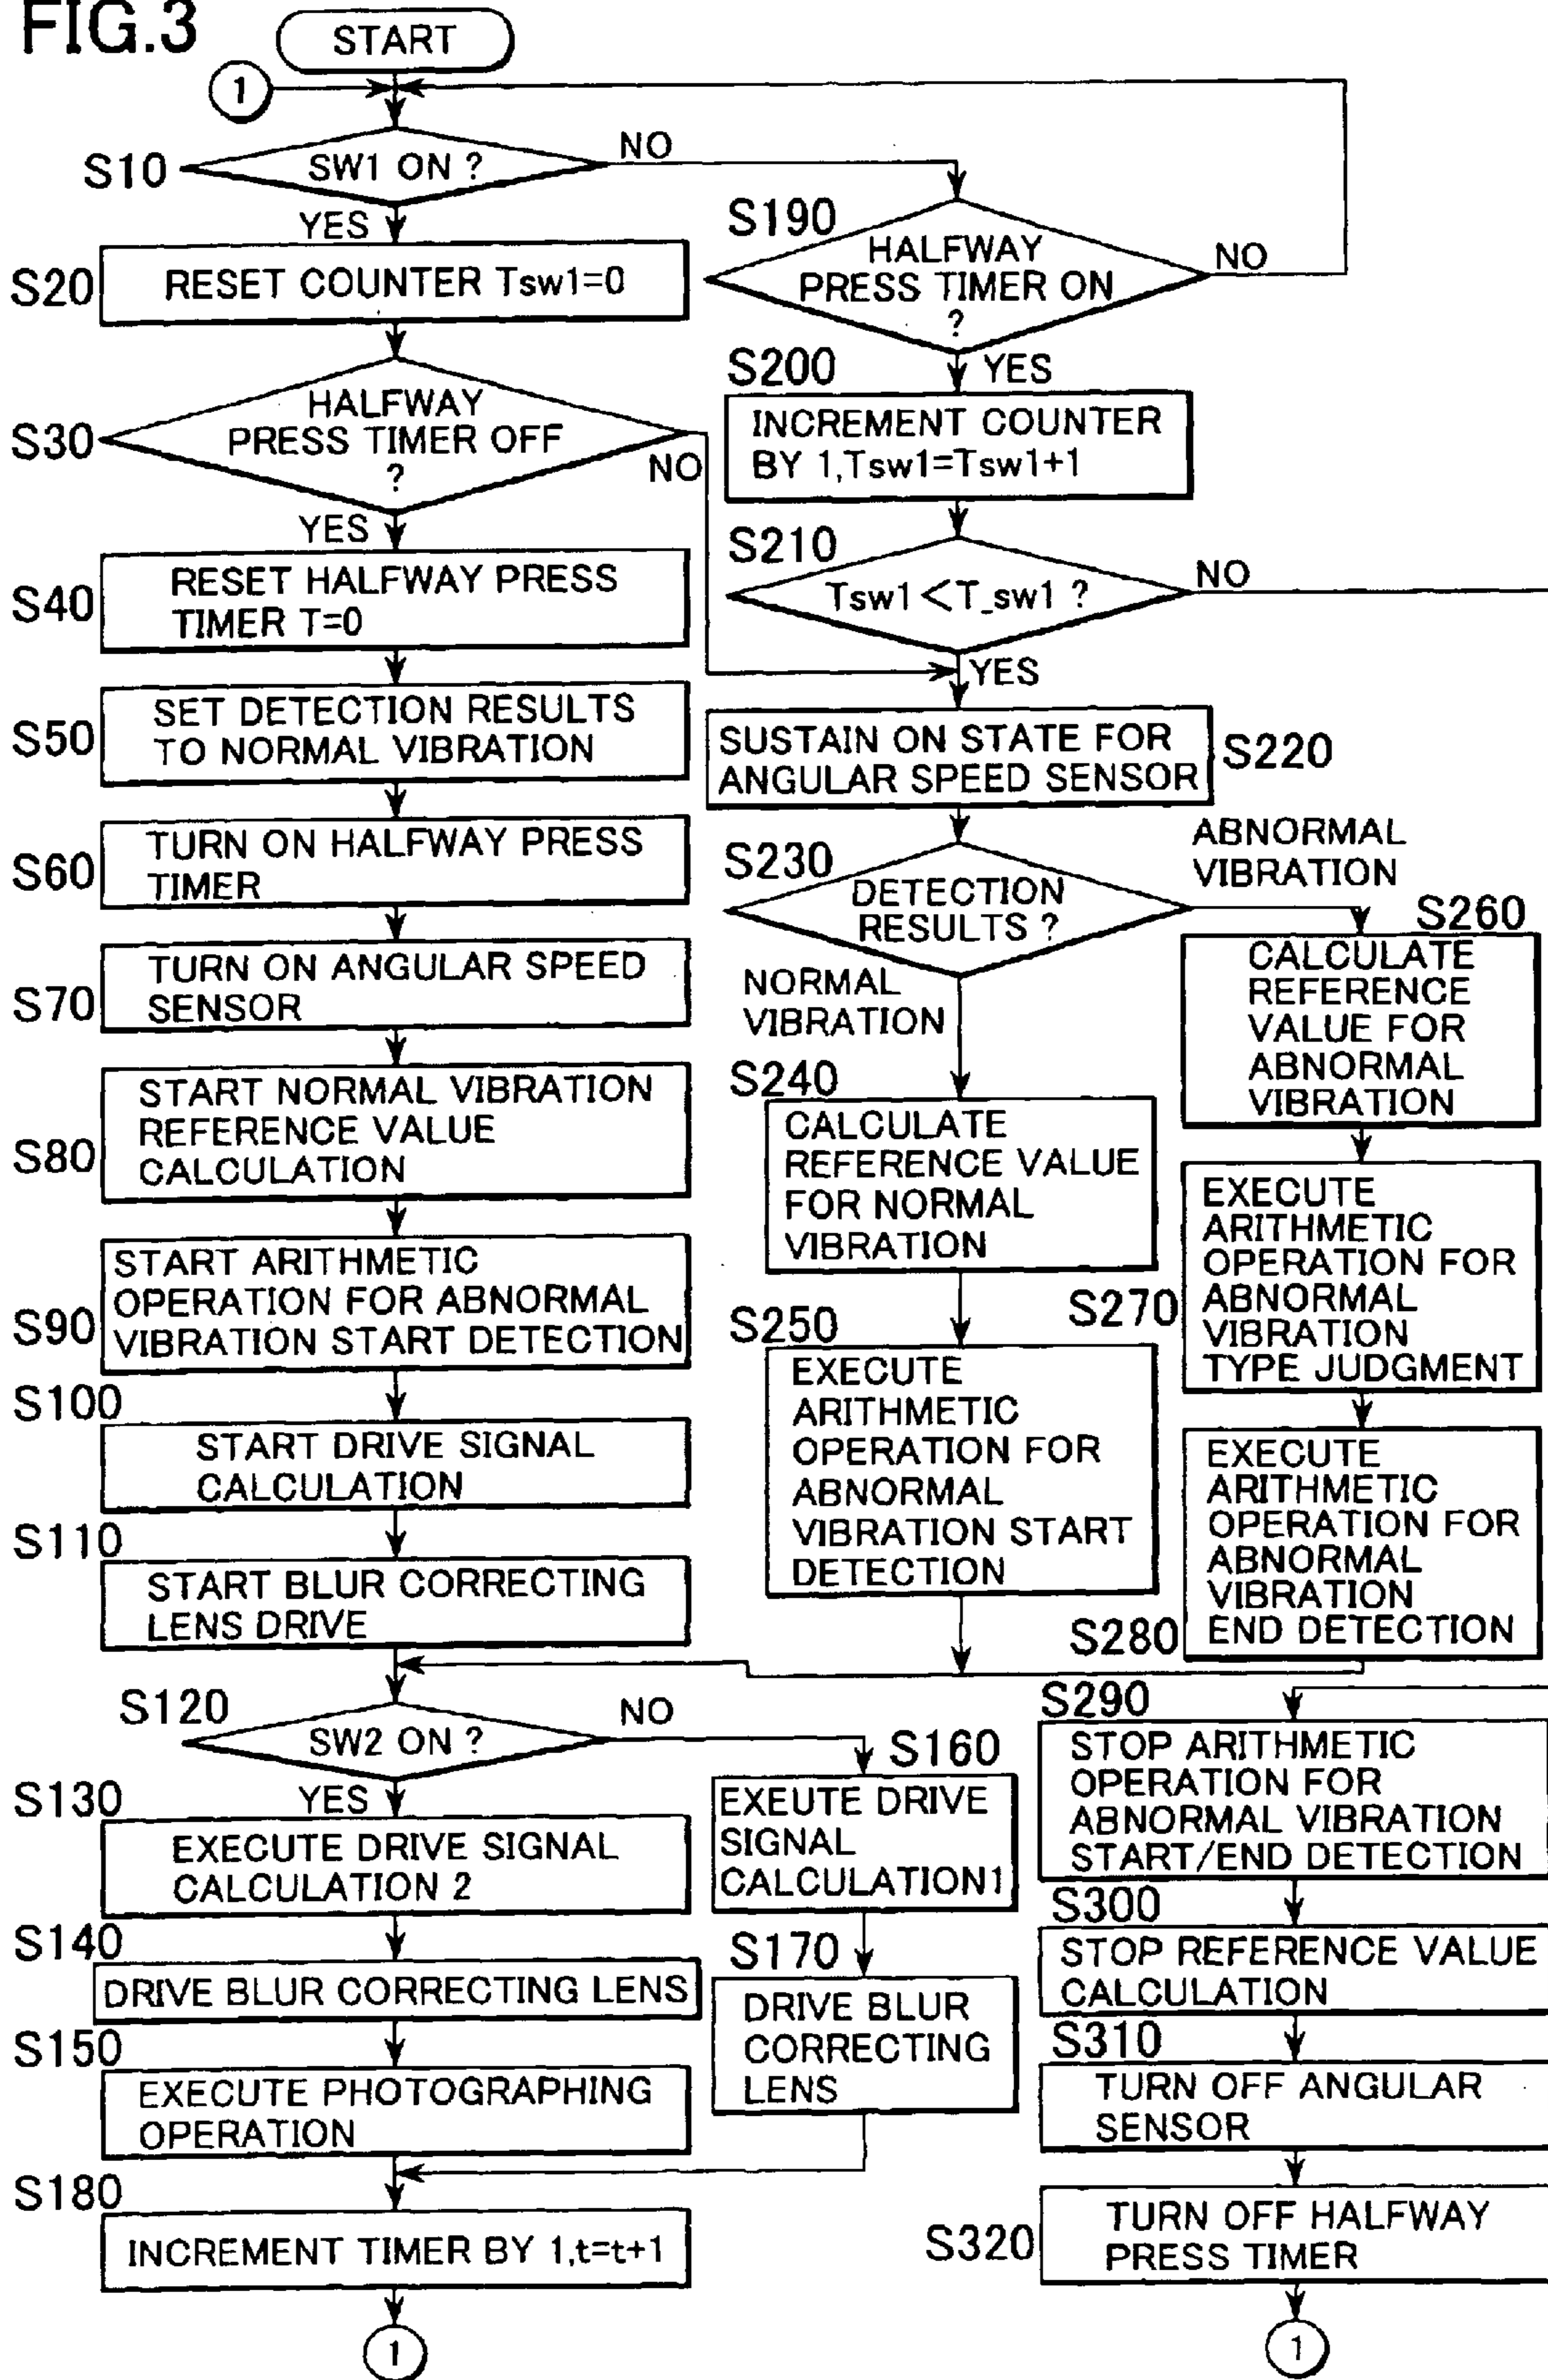 FIG.3
START
1
S10
SW1 ON ?
NO
YES
S20
RESET COUNTER Tsw1=0
S30
HALFWAY
PRESS TIMER OFF
?
NO
YES
S40
RESET HALFWAY PRESS
TIMER T=0
S50
SET DETECTION RESULTS
TO NORMAL VIBRATION
S60
TURN ON HALFWAY PRESS
TIMER
S70
TURN ON ANGULAR SPEED
SENSOR
S80
START NORMAL VIBRATION
REFERENCE VALUE
CALCULATION
S90
START ARITHMETIC
OPERATION FOR ABNORMAL
VIBRATION START DETECTION
S100
START DRIVE SIGNAL
CALCULATION
S110
START BLUR CORRECTING
LENS DRIVE
S120
SW2 ON ?
NO
YES
S130
EXECUTE DRIVE SIGNAL
CALCULATION 2
S140
DRIVE BLUR CORRECTING LENS
S150
EXECUTE PHOTOGRAPHING
OPERATION
S160
EXEUTE DRIVE
SIGNAL
CALCULATION1
S170
DRIVE BLUR
CORRECTING
LENS
S180
INCREMENT TIMER BY 1,t=t+1
1
S190
HALFWAY
PRESS TIMER ON
?
NO
YES
S200
INCREMENT COUNTER
BY 1,Tsw1=Tsw1+1
S210
Tsw1<T_sw1 ?
NO
YES
S220
SUSTAIN ON STATE FOR
ANGULAR SPEED SENSOR
S230
DETECTION
RESULTS ?
ABNORMAL
VIBRATION
NORMAL
VIBRATION
S240
CALCULATE
REFERENCE VALUE
FOR NORMAL
VIBRATION
S250
EXECUTE
ARITHMETIC
OPERATION FOR
ABNORMAL
VIBRATION START
DETECTION
S260
CALCULATE
REFERENCE
VALUE FOR
ABNORMAL
VIBRATION
S270
EXECUTE
ARITHMETIC
OPERATION FOR
ABNORMAL
VIBRATION
TYPE JUDGMENT
S280
EXECUTE
ARITHMETIC
OPERATION FOR
ABNORMAL
VIBRATION
END DETECTION
S290
STOP ARITHMETIC
OPERATION FOR
ABNORMAL VIBRATION
START/END DETECTION
S300
STOP REFERENCE VALUE
CALCULATION
S310
TURN OFF ANGULAR
SENSOR
S320
TURN OFF HALFWAY
PRESS TIMER
1